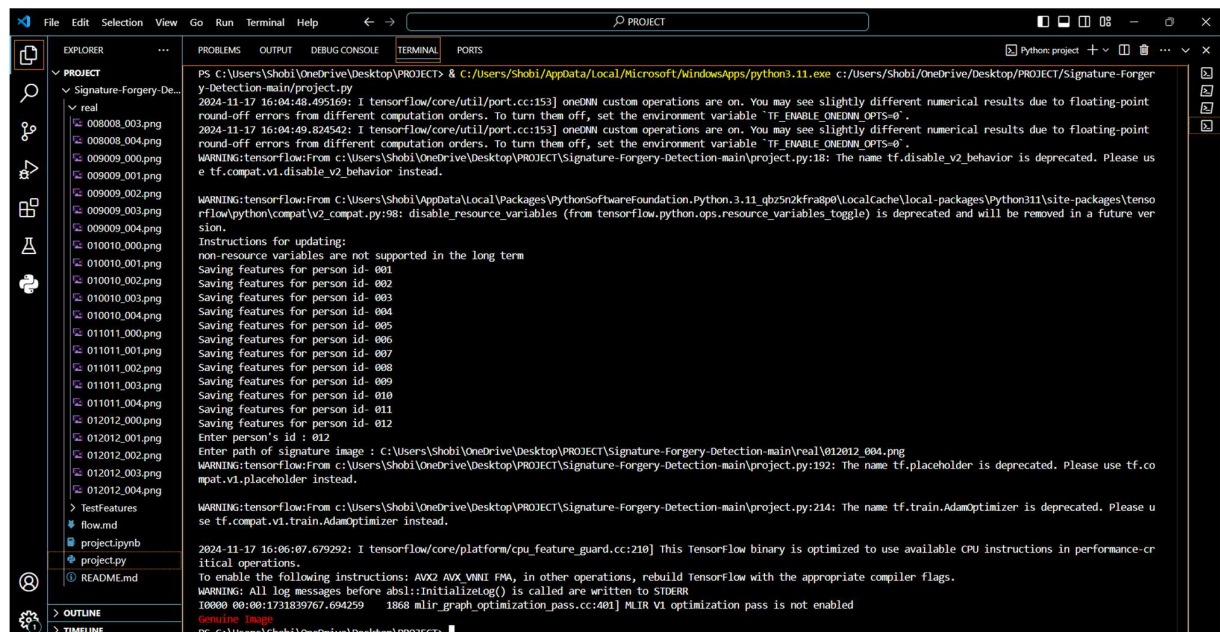 File Edit Selection View Go Run Terminal Help
PROJECT
EXPLORER
PROJECT
Signature-Forgery-De...
real
008008_003.png
008008_004.png
009009_000.png
009009_001.png
009009_002.png
009009_003.png
009009_004.png
010010_000.png
010010_001.png
010010_002.png
010010_003.png
010010_004.png
011011_000.png
011011_001.png
011011_002.png
011011_003.png
011011_004.png
012012_000.png
012012_001.png
012012_002.png
012012_003.png
012012_004.png
TestFeatures
flow.md
project.ipynb
project.py
README.md
OUTLINE
TIMELINE
1
PROBLEMS OUTPUT DEBUG CONSOLE TERMINAL PORTS
Python: project
PS C:\Users\Shobi\OneDrive\Desktop\PROJECT> & C:/Users/Shobi/AppData/Local/Microsoft/WindowsApps/python3.11.exe c:/Users/Shobi/OneDrive/Desktop/PROJECT/Signature-Forger
y-Detection-main/project.py
2024-11-17 16:04:48.495169: I tensorflow/core/util/port.cc:153] oneDNN custom operations are on. You may see slightly different numerical results due to floating-point
round-off errors from different computation orders. To turn them off, set the environment variable `TF_ENABLE_ONEDNN_OPTS=0`.
2024-11-17 16:04:49.824542: I tensorflow/core/util/port.cc:153] oneDNN custom operations are on. You may see slightly different numerical results due to floating-point
round-off errors from different computation orders. To turn them off, set the environment variable `TF_ENABLE_ONEDNN_OPTS=0`.
WARNING:tensorflow:From c:\Users\Shobi\OneDrive\Desktop\PROJECT\Signature-Forgery-Detection-main\project.py:18: The name tf.disable_v2_behavior is deprecated. Please us
e tf.compat.v1.disable_v2_behavior instead.
WARNING:tensorflow:From C:\Users\Shobi\AppData\Local\Packages\PythonSoftwareFoundation.Python.3.11_qbz5n2kfra8p0\LocalCache\local-packages\Python311\site-packages\tenso
rflow\python\compat\v2_compat.py:98: disable_resource_variables (from tensorflow.python.ops.resource_variables_toggle) is deprecated and will be removed in a future ver
sion.
Instructions for updating:
non-resource variables are not supported in the long term
Saving features for person id- 001
Saving features for person id- 002
Saving features for person id- 003
Saving features for person id- 004
Saving features for person id- 005
Saving features for person id- 006
Saving features for person id- 007
Saving features for person id- 008
Saving features for person id- 009
Saving features for person id- 010
Saving features for person id- 011
Saving features for person id- 012
Enter person's id : 012
Enter path of signature image : C:\Users\Shobi\OneDrive\Desktop\PROJECT\Signature-Forgery-Detection-main\real\012012_004.png
WARNING:tensorflow:From c:\Users\Shobi\OneDrive\Desktop\PROJECT\Signature-Forgery-Detection-main\project.py:192: The name tf.placeholder is deprecated. Please use tf.co
mpat.v1.placeholder instead.
WARNING:tensorflow:From c:\Users\Shobi\OneDrive\Desktop\PROJECT\Signature-Forgery-Detection-main\project.py:214: The name tf.train.AdamOptimizer is deprecated. Please u
se tf.compat.v1.train.AdamOptimizer instead.
2024-11-17 16:06:07.679292: I tensorflow/core/platform/cpu_feature_guard.cc:210] This TensorFlow binary is optimized to use available CPU instructions in performance-cr
itical operations.
To enable the following instructions: AVX2 AVX_VNNI FMA, in other operations, rebuild TensorFlow with the appropriate compiler flags.
WARNING: All log messages before absl::InitializeLog() is called are written to STDERR
I0000 00:00:1731839767.694259 1868 mlir_graph_optimization_pass.cc:401] MLIR V1 optimization pass is not enabled
Genuine Image
PS C:\Users\Shobi\OneDrive\Desktop\PROJECT>